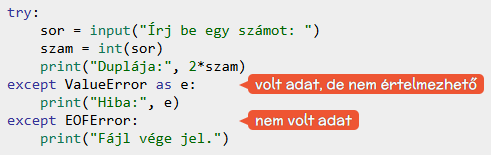 try:
    sor = input("Írj be egy számot: ")
    szam = int(sor)
    print("Duplája:", 2*szam)
except ValueError as e:
volt adat, de nem értelmezhető
    print("Hiba:", e)
except EOFError:
nem volt adat
    print("Fájl vége jel.")